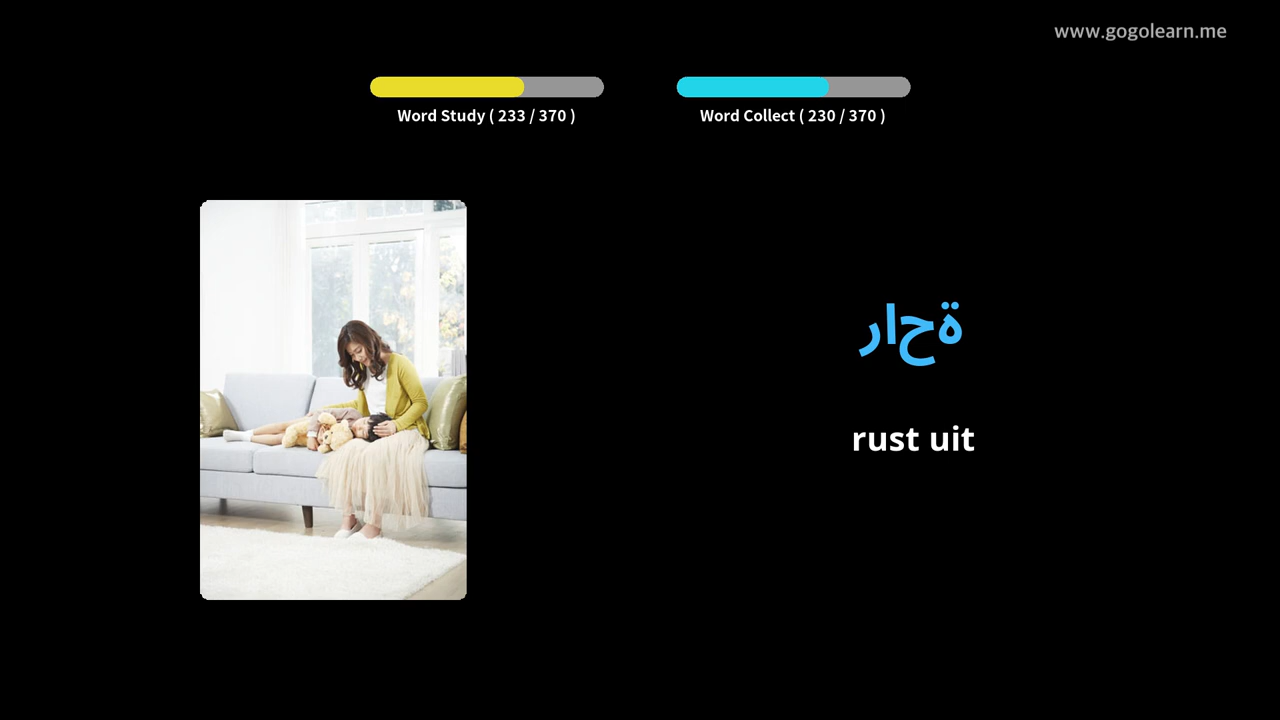 www.gogolearn.me
Word Study ( 233 / 370 )
Word Collect ( 230 / 370 )
راحة
rust uit